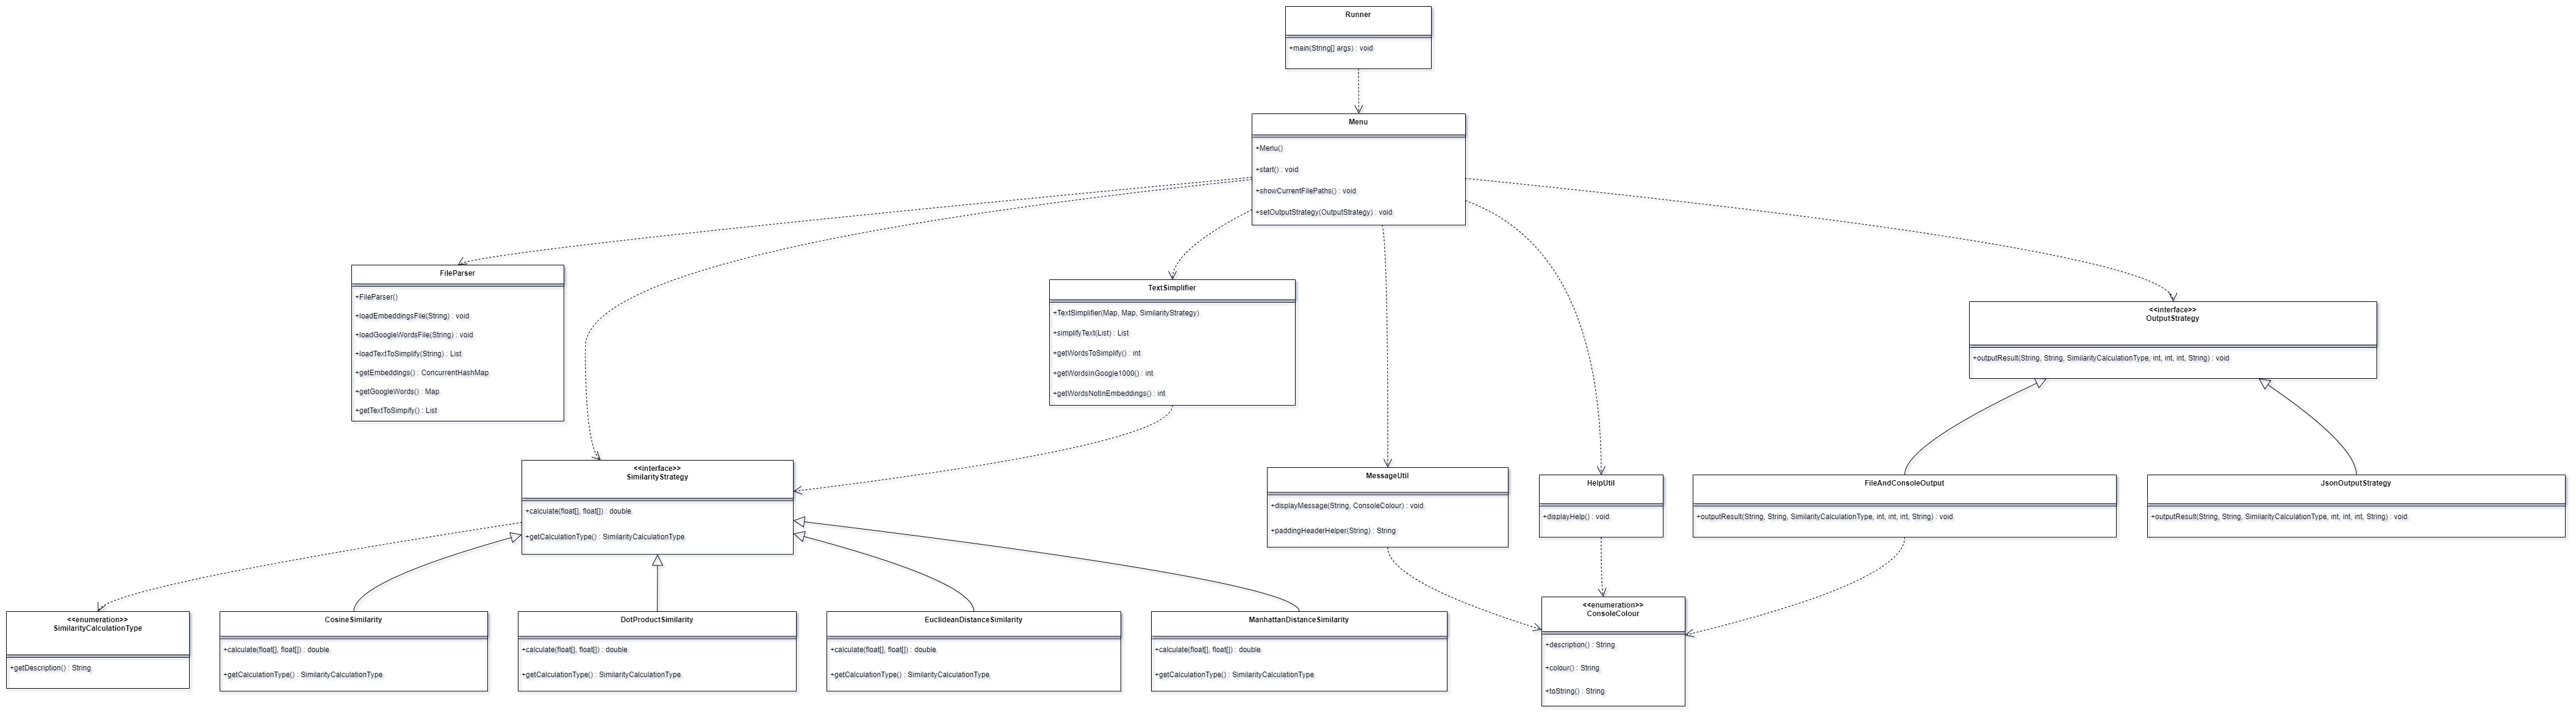 Runner
+main(String[] args) : void
Menu
+Menu()
+start() : void
+showCurrentFilePaths() : void
+setOutputStrategy(OutputStrategy) : void
FileParser
+FileParser()
+loadEmbeddingsFile(String) : void
+loadGoogleWordsFile(String) : void
+loadTextToSimplify(String) : List
+getEmbeddings() : ConcurrentHashMap
+getGoogleWords() : Map
+getTextToSimpify() : List
TextSimplifier
+TextSimplifier(Map, Map, SimilarityStrategy)
+simplifyText(List) : List
+getWordsToSimplify() : int
+getWordsInGoogle1000() : int
+getWordsNotInEmbeddings() : int
<<interface>>
OutputStrategy
+outputResult(String, String, SimilarityCalculationType, int, int, int, String) : void
<<interface>>
SimilarityStrategy
+calculate(float[], float[]) : double
+getCalculationType() : SimilarityCalculationType
MessageUtil
+displayMessage(String, ConsoleColour) : void
+paddingHeaderHelper(String) : String
HelpUtil
+displayHelp() : void
FileAndConsoleOutput
+outputResult(String, String, SimilarityCalculationType, int, int, int, String) : void
JsonOutputStrategy
+outputResult(String, String, SimilarityCalculationType, int, int, int, String) : void
<<enumeration>>
SimilarityCalculationType
+getDescription() : String
CosineSimilarity
+calculate(float[], float[]) : double
+getCalculationType() : SimilarityCalculationType
DotProductSimilarity
+calculate(float[], float[]) : double
+getCalculationType() : SimilarityCalculationType
EuclideanDistanceSimilarity
+calculate(float[], float[]) : double
+getCalculationType() : SimilarityCalculationType
ManhattanDistanceSimilarity
+calculate(float[], float[]) : double
+getCalculationType() : SimilarityCalculationType
<<enumeration>>
ConsoleColour
+description() : String
+colour() : String
+toString() : String